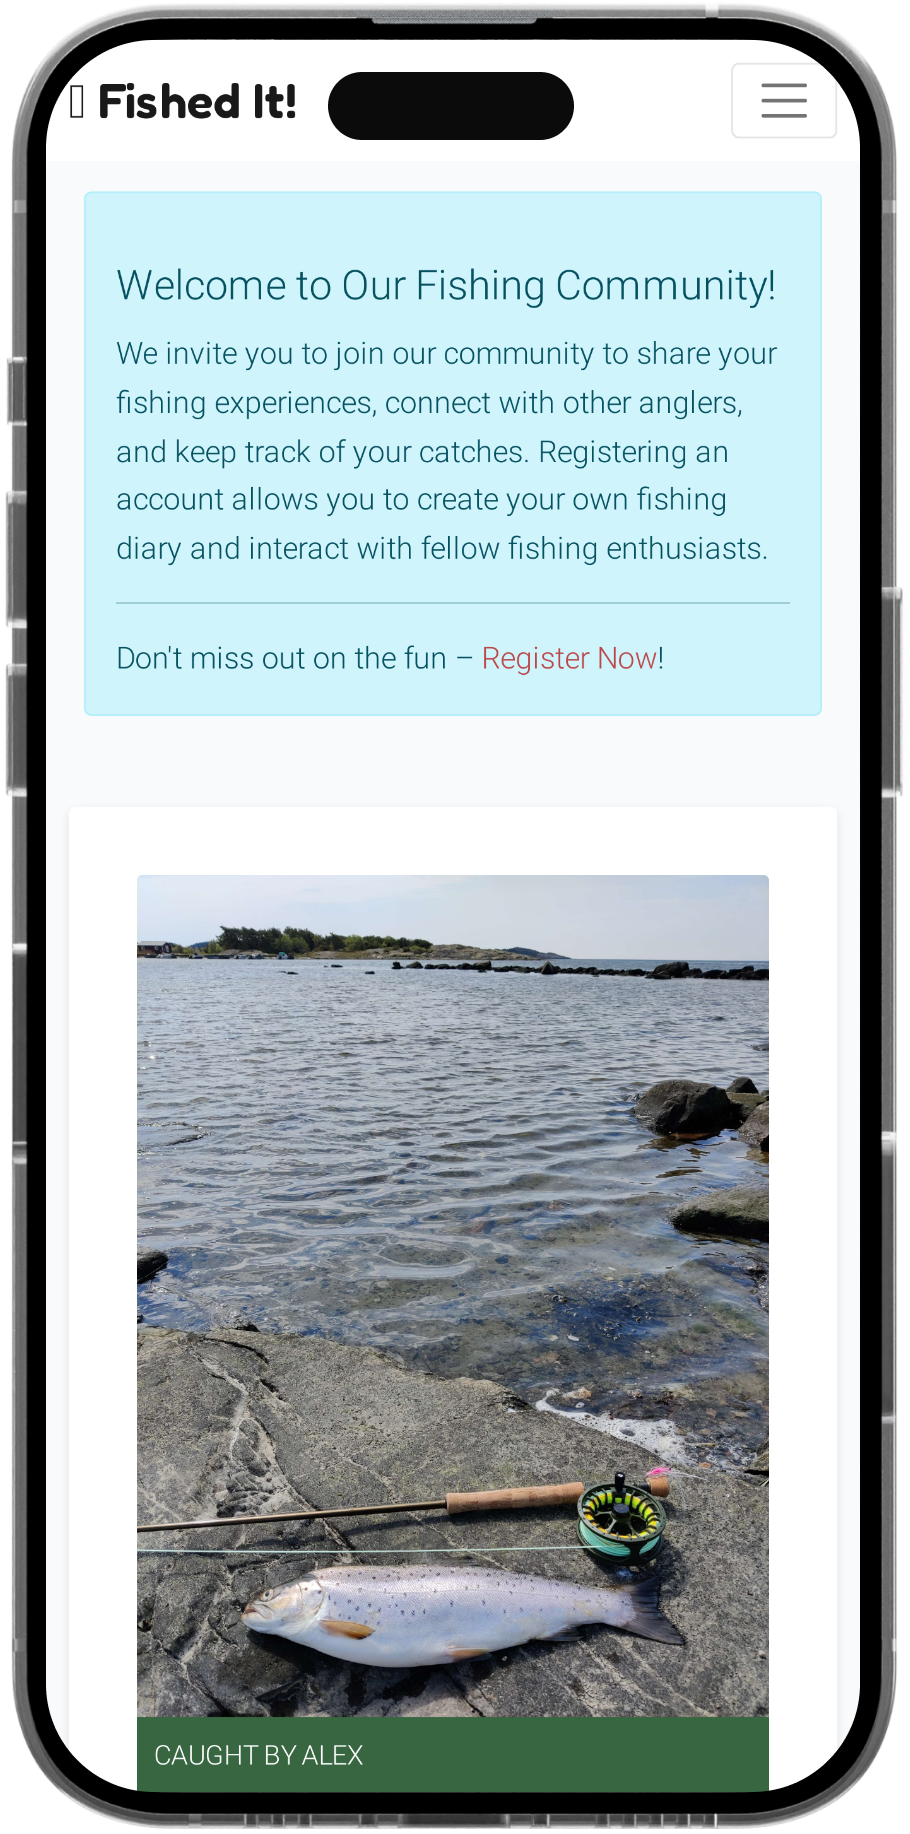 Fished It!
Welcome to Our Fishing Community!
We invite you to join our community to share your
fishing experiences, connect with other anglers,
and keep track of your catches. Registering an
account allows you to create your own fishing
diary and interact with fellow fishing enthusiasts.
Don't miss out on the fun – Register Now!
CAUGHT BY ALEX